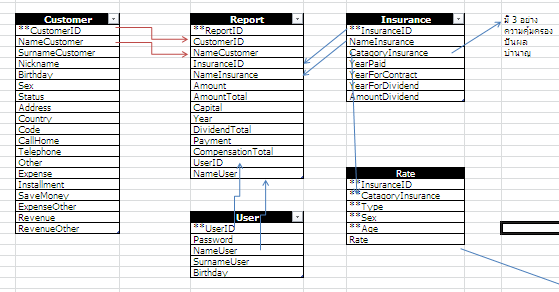 Customer
**CustomerID
NameCustomer
SurnameCustomer
Nickname
Birthday
Sex
Status
Address
Country
Code
CallHome
Telephone
Other
Expense
Installment
SaveMoney
ExpenseOther
Revenue
RevenueOther
Report
**ReportID
CustomerID
NameCustomer
InsuranceID
NameInsurance
Amount
AmountTotal
Capital
Year
DividendTotal
Payment
CompensationTotal
UserID
NameUser
User
**UserID
Password
NameUser
SurnameUser
Birthday
Insurance
**InsuranceID
NameInsurance
CatagoryInsurance
YearPaid
YearForContract
YearForDividend
AmountDividend
มี 3 อย่าง
ความคุ้มครอง
ปันผล
บำนาญ
Rate
**InsuranceID
**CatagoryInsurance
**Type
**Sex
**Age
Rate